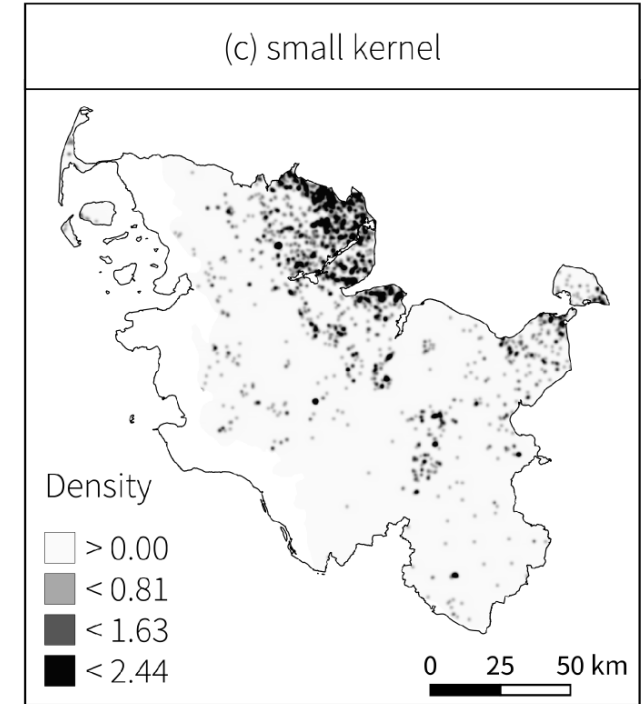 (c) small kernel
Density
> 0.00
< 0.81
< 1.63
< 2.44
0 25 50 km